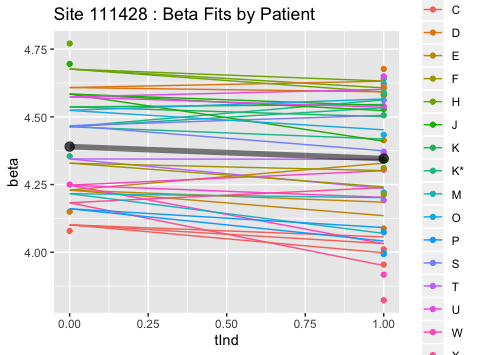 Site 111428 : Beta Fits by Patient
beta
4.75
4.50
4.25
4.00
0.00 0.25 0.50 0.75 1.00
tInd
C
D
E
F
H
J
K
K*
M
O
P
S
T
U
W